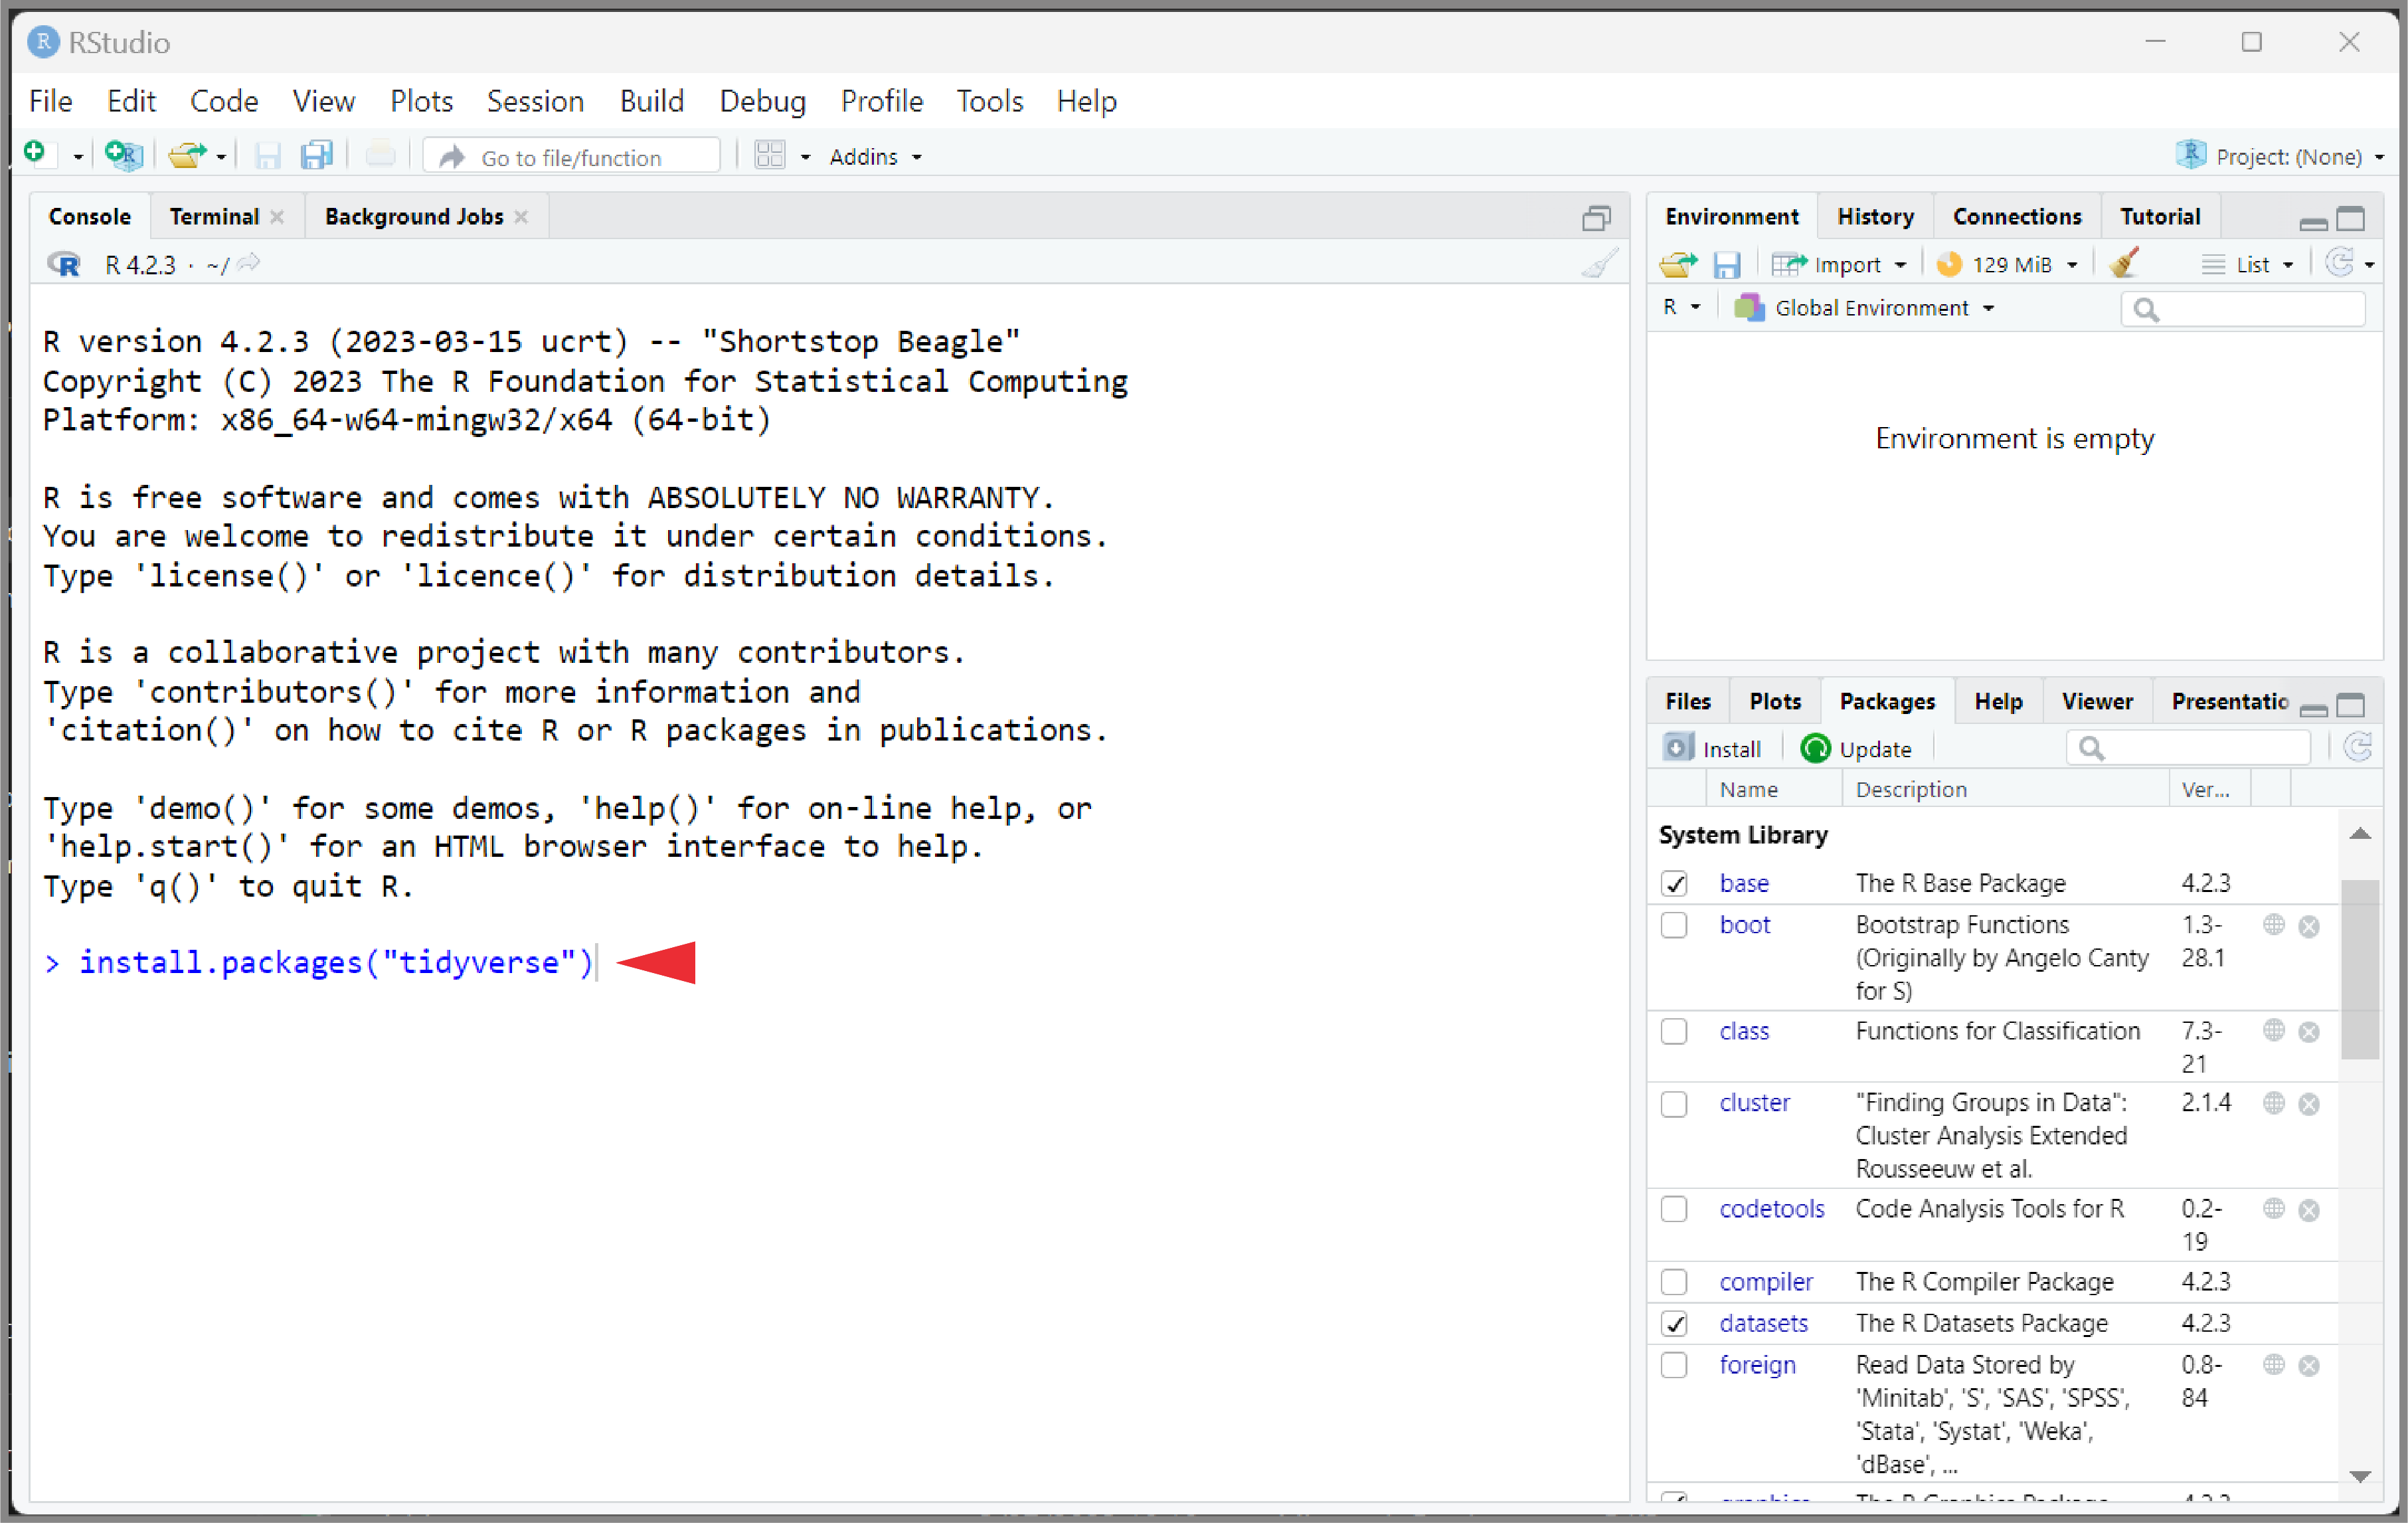 RStudio
File Edit Code View Plots Session Build Debug Profile Tools Help
Go to file/function Addins Project: (None)
Console Terminal Background Jobs
R 4.2.3 · ~/
R version 4.2.3 (2023-03-15 ucrt) -- "Shortstop Beagle"
Copyright (C) 2023 The R Foundation for Statistical Computing
Platform: x86_64-w64-mingw32/x64 (64-bit)
R is free software and comes with ABSOLUTELY NO WARRANTY.
You are welcome to redistribute it under certain conditions.
Type 'license()' or 'licence()' for distribution details.
R is a collaborative project with many contributors.
Type 'contributors()' for more information and
'citation()' on how to cite R or R packages in publications.
Type 'demo()' for some demos, 'help()' for on-line help, or
'help.start()' for an HTML browser interface to help.
Type 'q()' to quit R.
> install.packages("tidyverse")
Environment History Connections Tutorial
Import 129 MiB List
R Global Environment
Environment is empty
Files Plots Packages Help Viewer Presentatio
Install Update
Name Description Ver...
System Library
base The R Base Package 4.2.3
boot Bootstrap Functions 1.3-
(Originally by Angelo Canty 28.1
for S)
class Functions for Classification 7.3-
21
cluster "Finding Groups in Data": 2.1.4
Cluster Analysis Extended
Rousseeuw et al.
codetools Code Analysis Tools for R 0.2-
19
compiler The R Compiler Package 4.2.3
datasets The R Datasets Package 4.2.3
foreign Read Data Stored by 0.8-
'Minitab', 'S', 'SAS', 'SPSS', 84
'Stata', 'Systat', 'Weka',
'dBase', ...